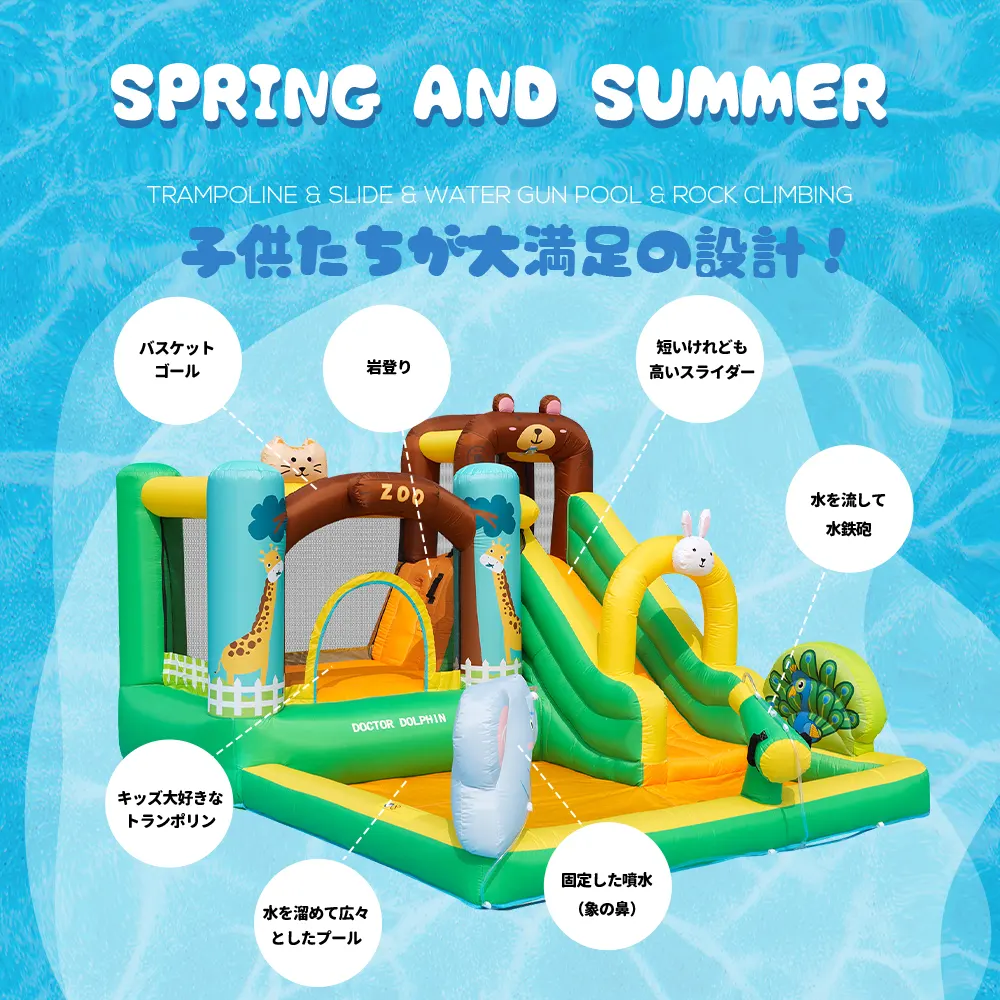 SPRING AND SUMMER
TRAMPOLINE & SLIDE & WATER GUN POOL & ROCK CLIMBING
子供たちが大満足の設計！
バスケット
ゴール
岩登り
短いけれども
高いスライダー
水を流して
水鉄砲
ZOO
DOCTOR DOLPHIN
キッズ大好きな
トランポリン
水を溜めて広々
としたプール
固定した噴水
（象の鼻）